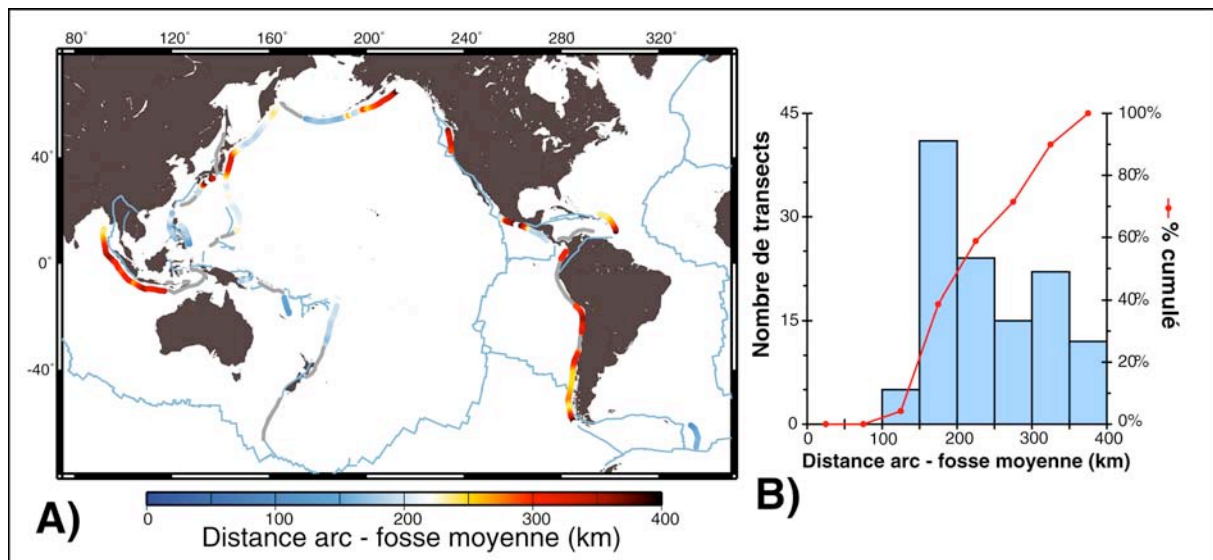 80° 120° 160° 200° 240° 280° 320°
40°
0°
-40°
A)
0 100 200 300 400
Distance arc - fosse moyenne (km)
45
30
15
0
Nombre de transects
100%
80%
60%
40%
20%
0%
% cumulé
100 200 300 400
Distance arc - fosse moyenne (km)
B)